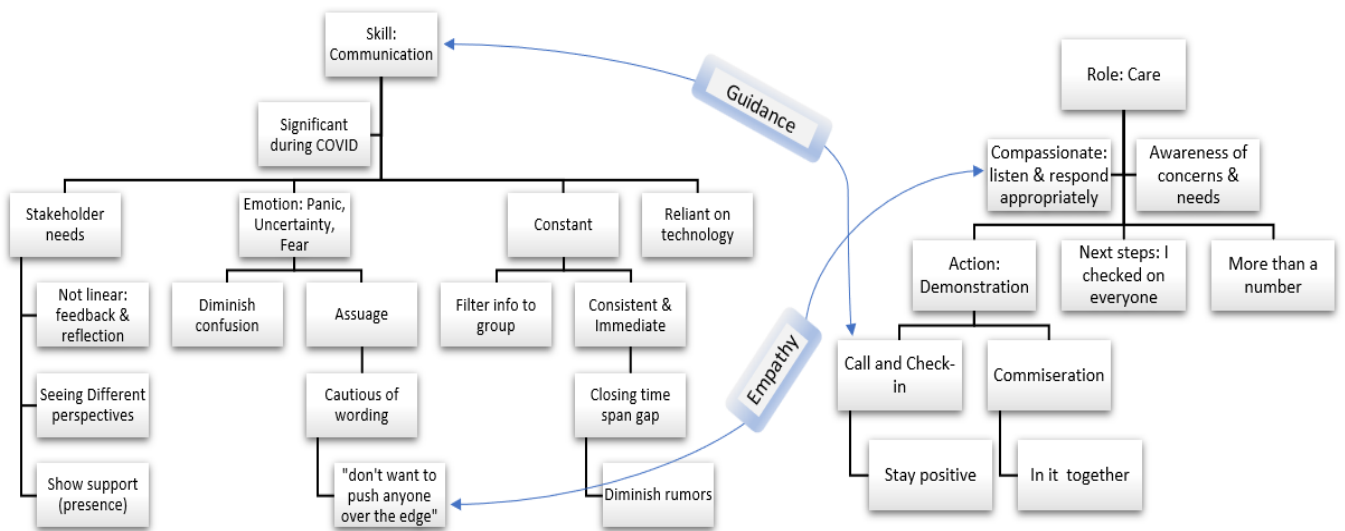 Skill:
Communication
Guidance
Role: Care
Significant
during COVID
Compassionate:
listen & respond
appropriately
Awareness of
concerns &
needs
Stakeholder
needs
Emotion: Panic,
Uncertainty,
Fear
Constant
Reliant on
technology
Action:
Demonstration
Next steps: I
checked on
everyone
More than a
number
Not linear:
feedback &
reflection
Diminish
confusion
Assuage
Filter info to
group
Consistent &
Immediate
Empathy
Call and Check-
in
Commiseration
Seeing Different
perspectives
Cautious of
wording
Closing time
span gap
Show support
(presence)
"don't want to
push anyone
over the edge"
Diminish rumors
Stay positive
In it together